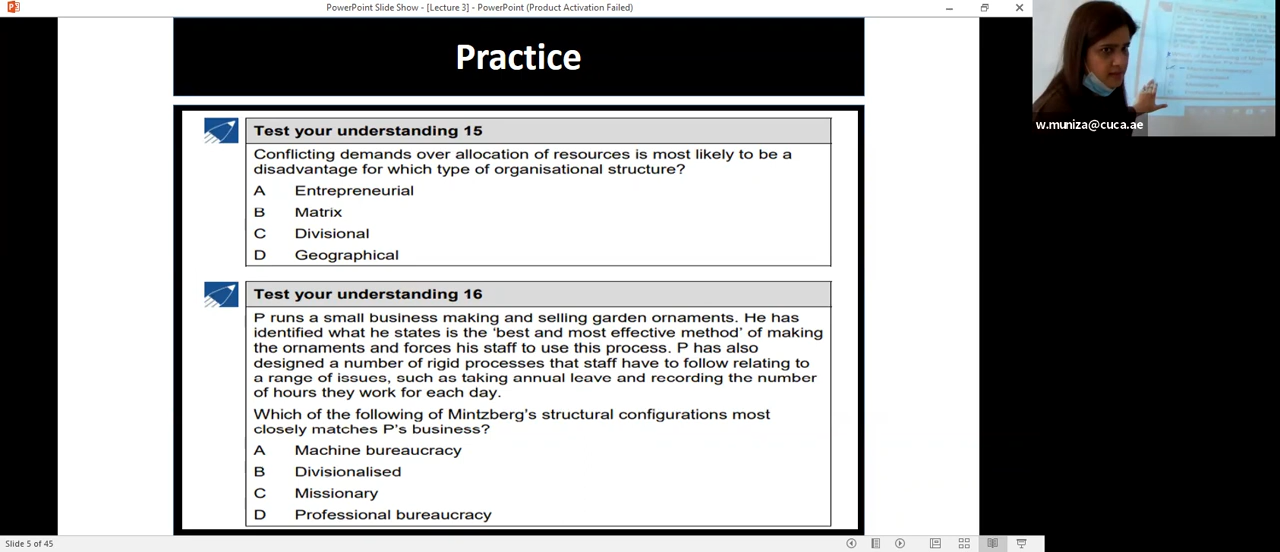 PowerPoint Slide Show - [Lecture 3] - PowerPoint (Product Activation Failed)
Practice
w.muniza@cuca.ae
Test your understanding 15
Conflicting demands over allocation of resources is most likely to be a
disadvantage for which type of organisational structure?
A Entrepreneurial
B Matrix
C Divisional
D Geographical
Test your understanding 16
P runs a small business making and selling garden ornaments. He has
identified what he states is the 'best and most effective method' of making
the ornaments and forces his staff to use this process. P has also
designed a number of rigid processes that staff have to follow relating to
a range of issues, such as taking annual leave and recording the number
of hours they work for each day.
Which of the following of Mintzberg's structural configurations most
closely matches P's business?
A Machine bureaucracy
B Divisionalised
C Missionary
D Professional bureaucracy
Slide 5 of 45